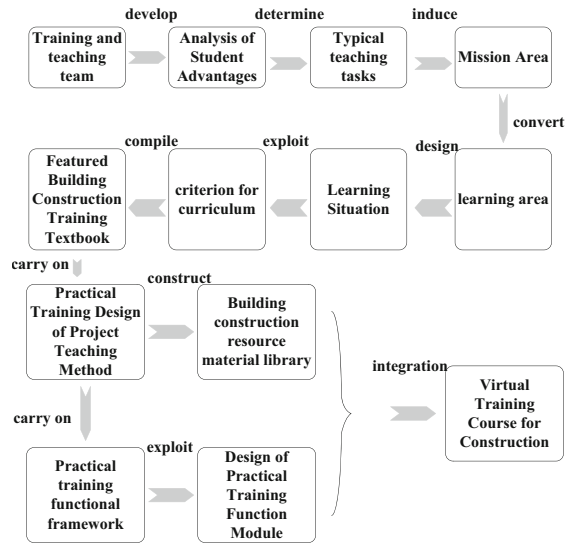 develop
determine
induce
Training and
teaching
team
Analysis of
Student
Advantages
Typical
teaching
tasks
Mission Area
convert
compile
exploit
design
Featured
Building
Construction
Training
Textbook
criterion for
curriculum
Learning
Situation
learning area
carry on
construct
Practical
Training Design
of Project
Teaching
Method
Building
construction
resource
material library
integration
Virtual
Training
Course for
Construction
carry on
exploit
Practical
training
functional
framework
Design of
Practical
Training
Function
Module